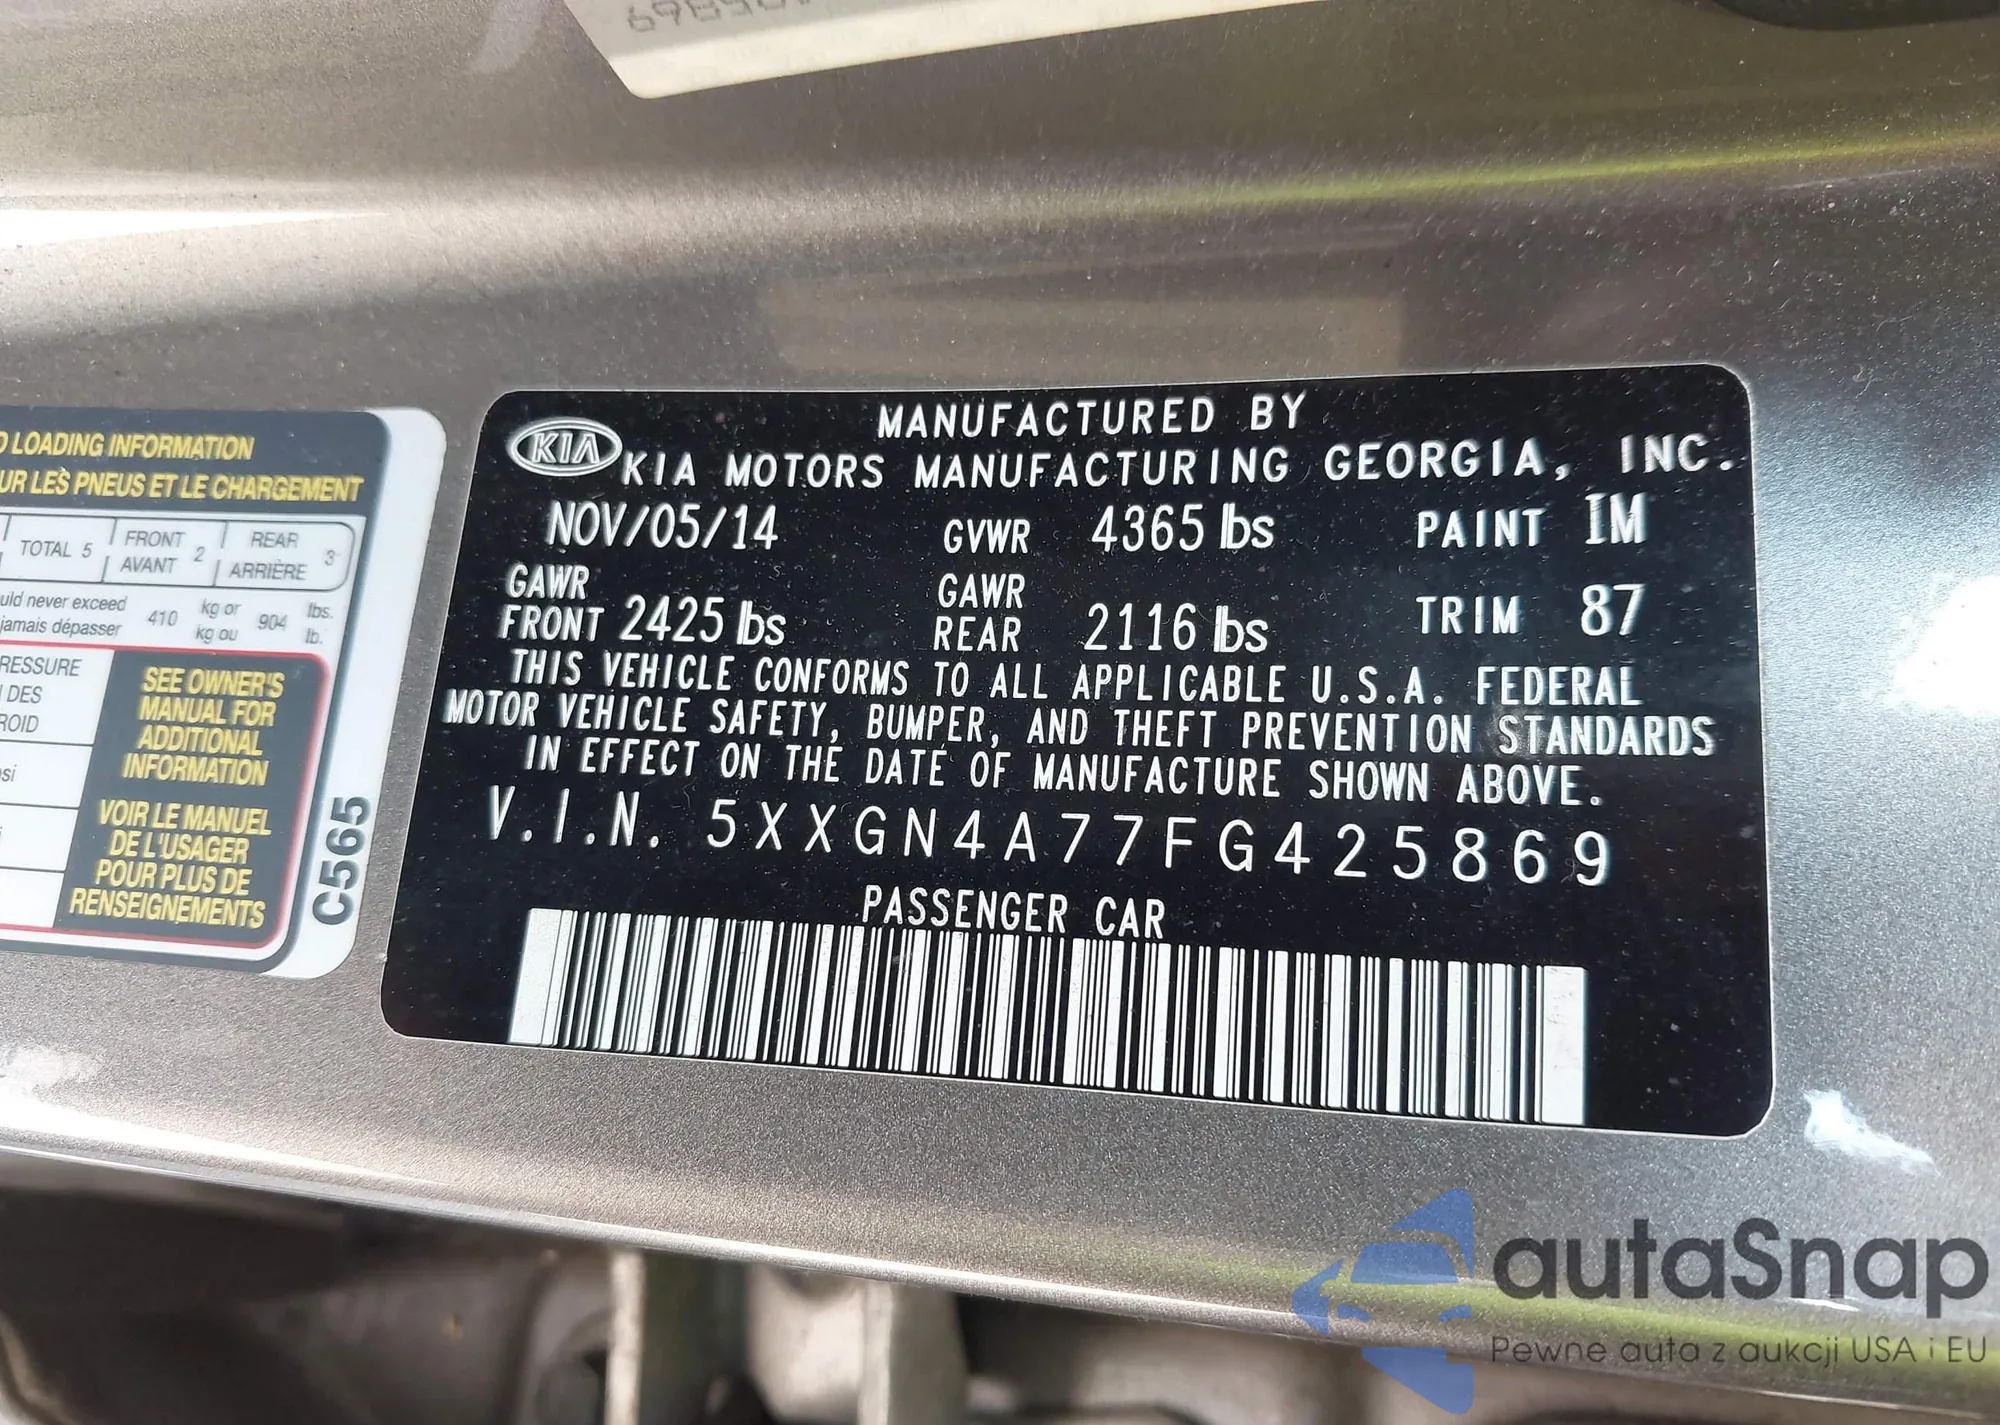 MANUFACTURED BY
KIA KIA MOTORS MANUFACTURING GEORGIA, INC.
NOV/05/14 GVWR 4365 lbs PAINT IM
GAWR FRONT 2425 lbs GAWR REAR 2116 lbs TRIM 87
THIS VEHICLE CONFORMS TO ALL APPLICABLE U.S.A. FEDERAL
MOTOR VEHICLE SAFETY, BUMPER, AND THEFT PREVENTION STANDARDS
IN EFFECT ON THE DATE OF MANUFACTURE SHOWN ABOVE.
V.I.N. 5XXGN4A77FG425869
PASSENGER CAR
LOADING INFORMATION
LES PNEUS ET LE CHARGEMENT
TOTAL 5 FRONT AVANT 2 REAR ARRIÈRE 3
never exceed 410 kg or 904 lbs.
jamais dépasser kg ou lb.
SEE OWNER'S
MANUAL FOR
ADDITIONAL
INFORMATION
VOIR LE MANUEL
DE L'USAGER
POUR PLUS DE
RENSEIGNEMENTS
DES
C565
autaSnap
Pewne auta z aukcji USA i EU